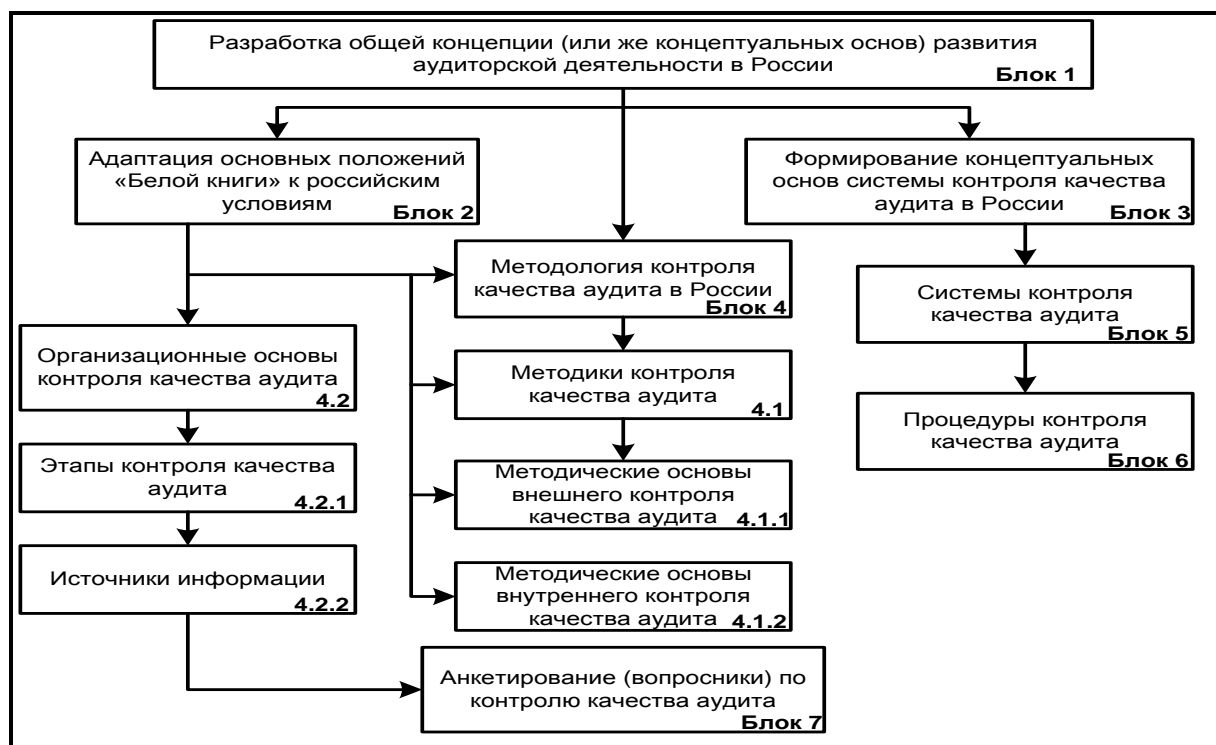 Разработка общей концепции (или же концептуальных основ) развития
аудиторской деятельности в России
Блок 1
Адаптация основных положений
«Белой книги» к российским
условиям
Блок 2
Формирование концептуальных
основ системы контроля качества
аудита в России
Блок 3
Методология контроля
качества аудита в России
Блок 4
Системы контроля
качества аудита
Блок 5
Организационные основы
контроля качества аудита
4.2
Методики контроля
качества аудита
4.1
Процедуры контроля
качества аудита
Блок 6
Этапы контроля качества
аудита
4.2.1
Методические основы
внешнего контроля
качества аудита 4.1.1
Источники информации
4.2.2
Методические основы
внутреннего контроля
качества аудита 4.1.2
Анкетирование (вопросники) по
контролю качества аудита
Блок 7